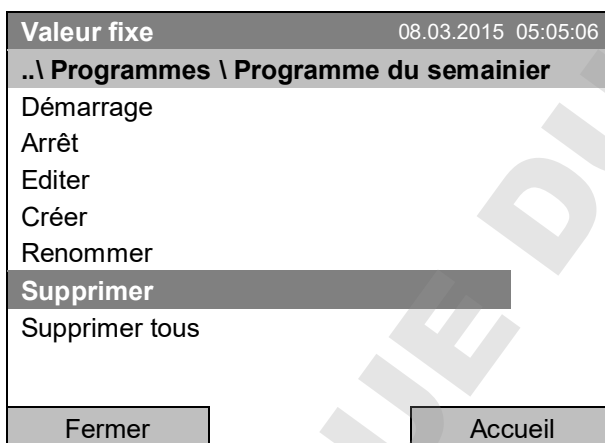 Valeur fixe 08.03.2015 05:05:06
..\ Programmes \ Programme du semainier
Démarrage
Arrêt
Editer
Créer
Renommer
Supprimer
Supprimer tous
Fermer Accueil